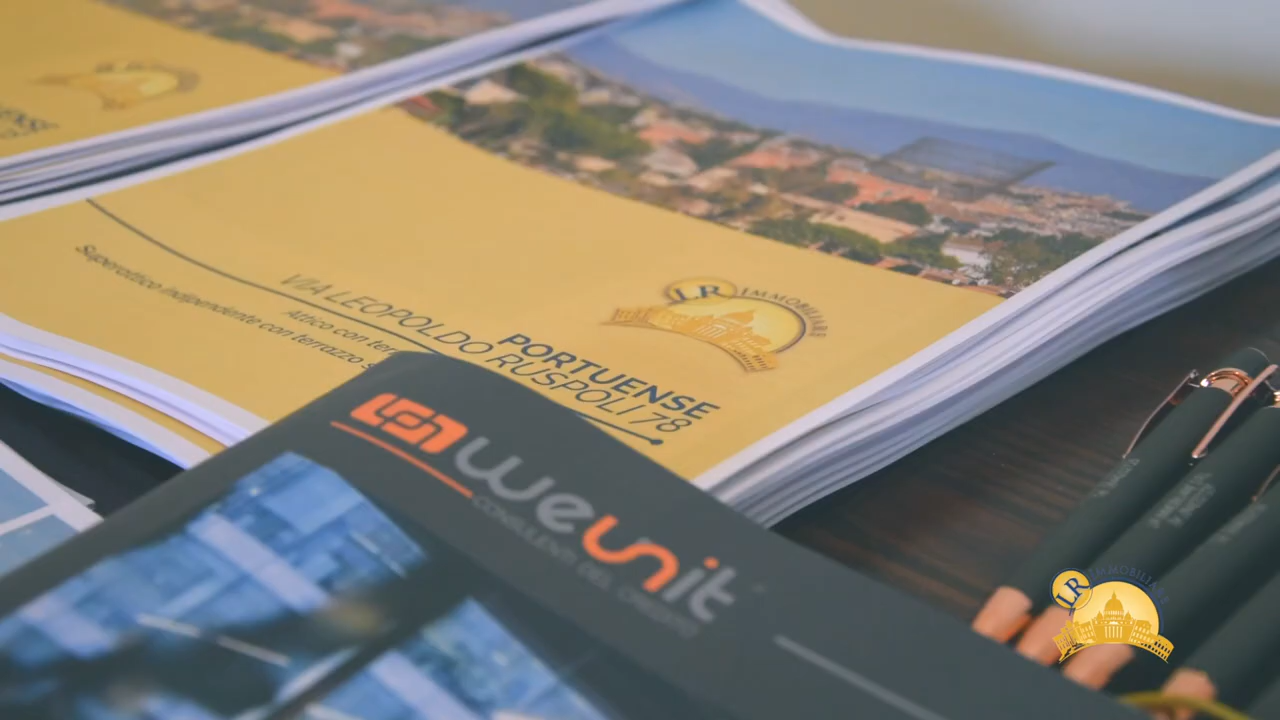 LR IMMOBILIARE
PORTUENSE
VIA LEOPOLDO RUSPOLI 78
Attico con
Superattico indipendente con terrazzo
weunit
CONSULENTI DEL CREDITO
LR IMMOBILIARE